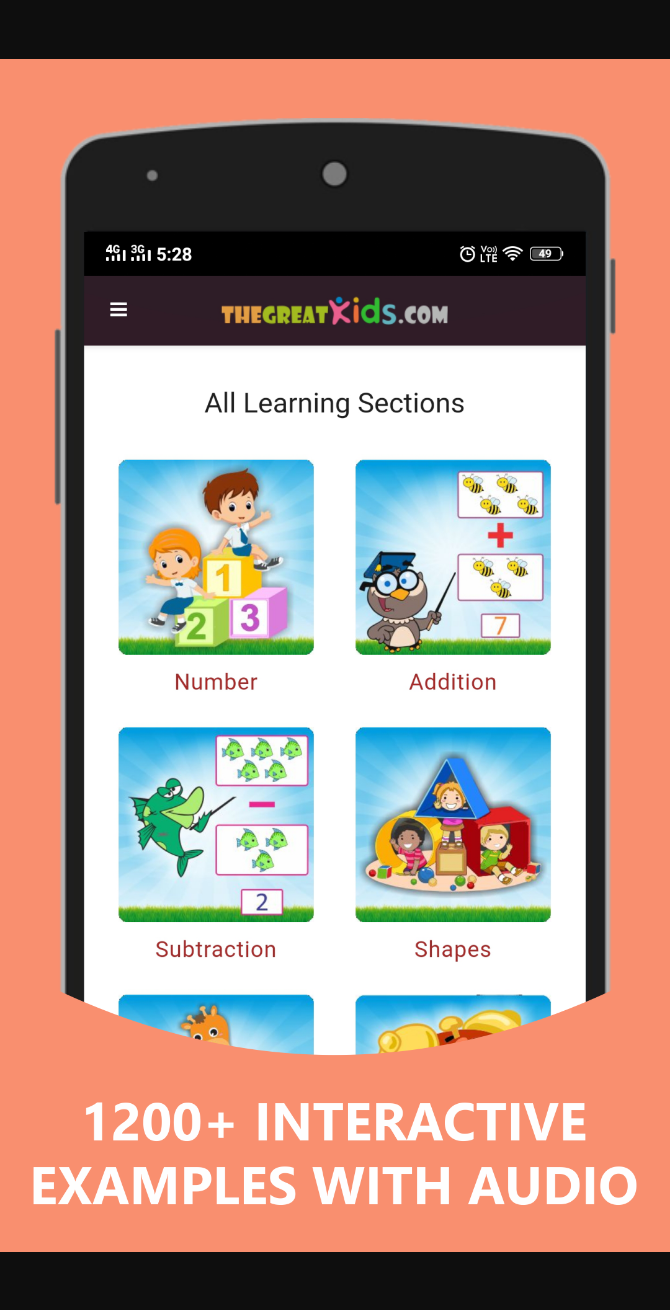 4G 3G 5:28 Vo)) LTE 49
THEGREATKidS.COM
All Learning Sections
1
2 3
+
7
Number Addition
−
2
Subtraction Shapes
1200+ INTERACTIVE
EXAMPLES WITH AUDIO